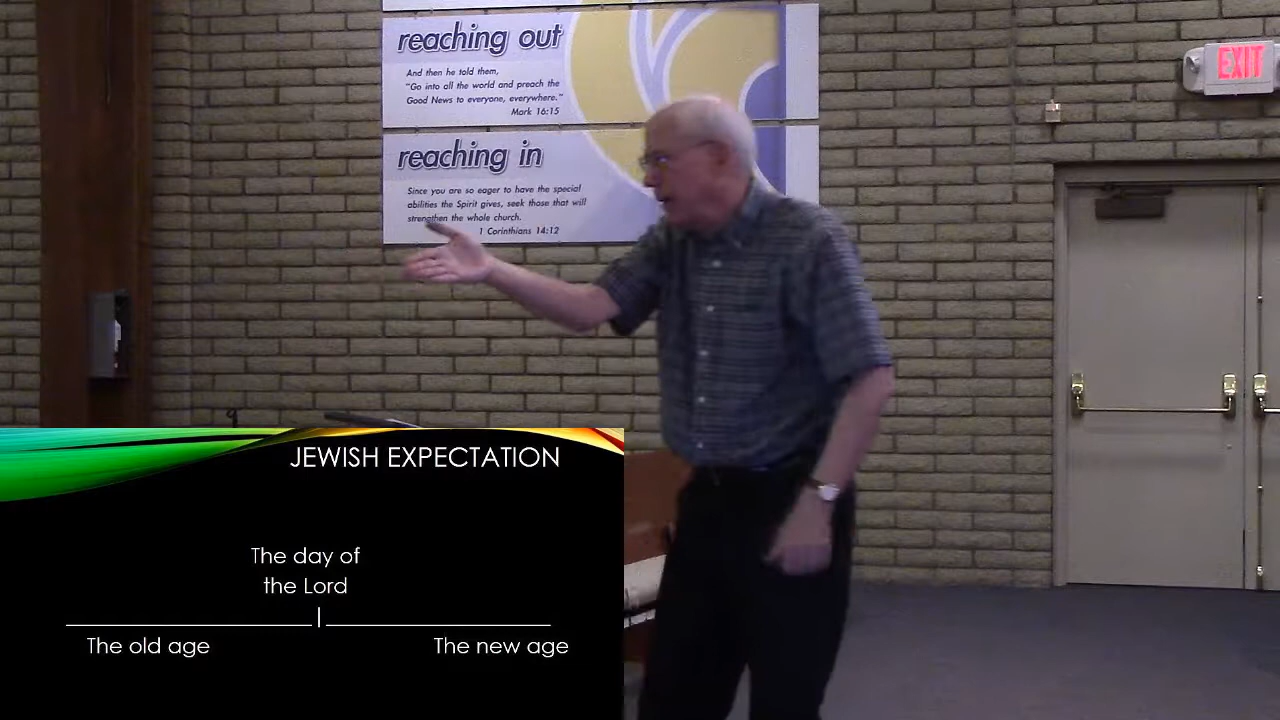 reaching out
And then he told them,
"Go into all the world and preach the
Good News to everyone, everywhere."
Mark 16:15
reaching in
Since you are so eager to have the special
abilities the Spirit gives, seek those that will
strengthen the whole church.
1 Corinthians 14:12
EXIT
JEWISH EXPECTATION
The day of
the Lord
The old age
The new age